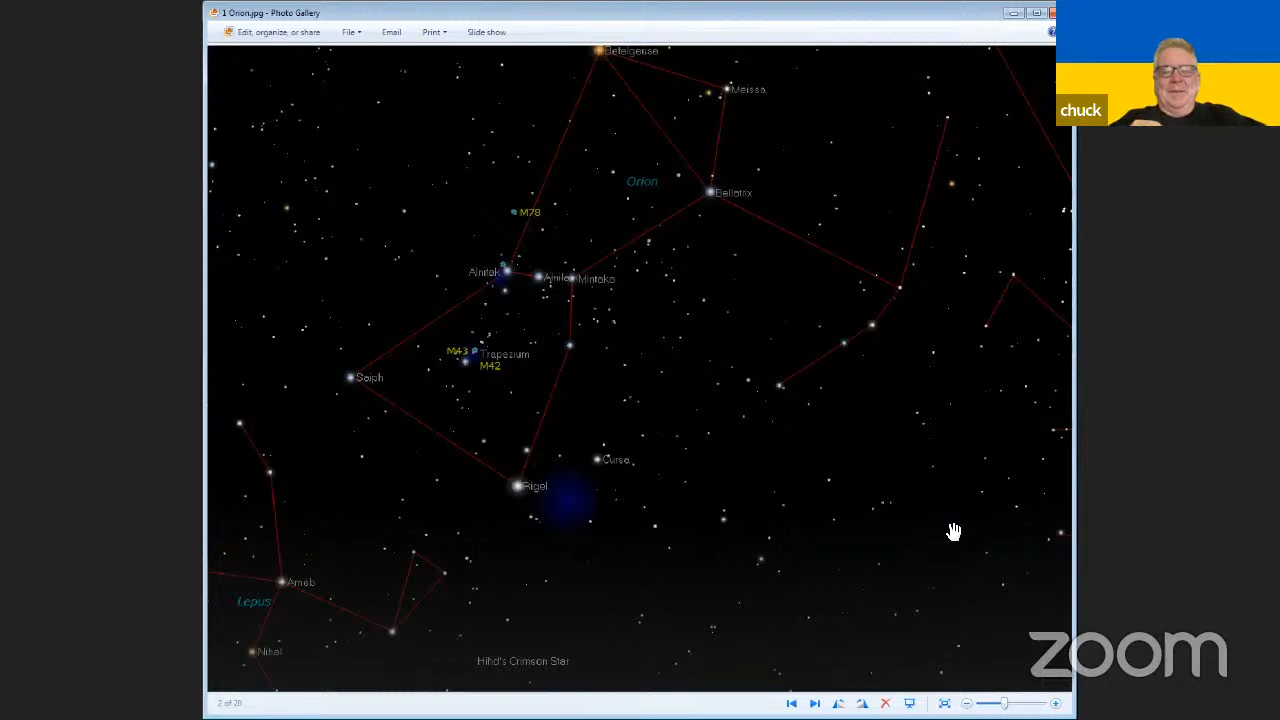 1 Orion.jpg - Photo Gallery
Edit, organize, or share
File
Email
Print
Slide show
chuck
Betelgeuse
Meissa
Orion
Bellatrix
M78
Alnitak
Mintaka
M43
Trapezium
M42
Saiph
Cursa
Rigel
Arneb
Lepus
Nihal
Hind's Crimson Star
zoom
2 of 20